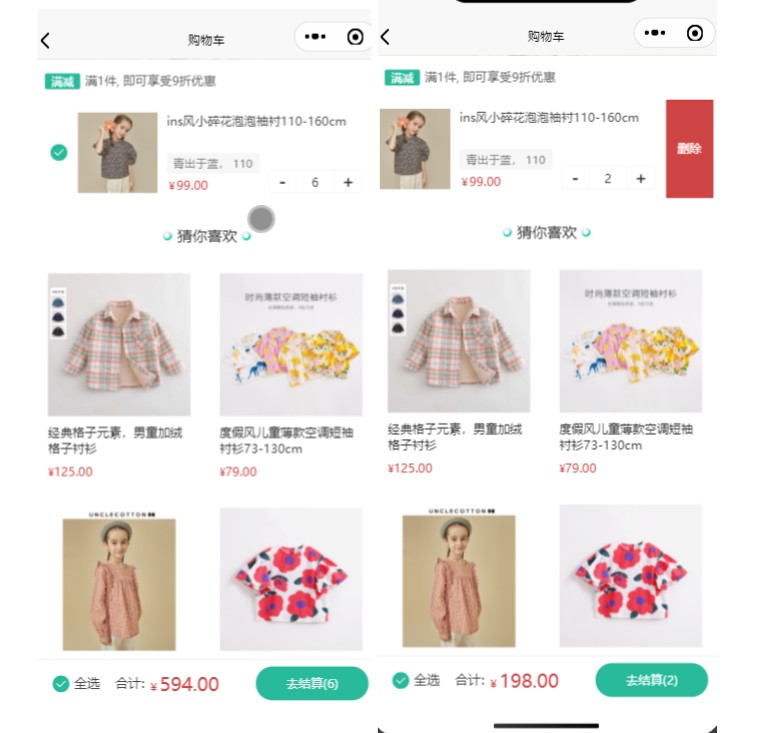 购物车
满减 满1件, 即可享受9折优惠
ins风小碎花泡泡袖衬110-160cm
青出于蓝， 110
¥99.00
- 6 +
猜你喜欢
时尚薄款空调短袖衬衫
经典格子元素，男童加绒
格子衬衫
¥125.00
度假风儿童薄款空调短袖
衬衫73-130cm
¥79.00
UNCLECOTTON
全选 合计: ¥594.00 去结算(6)
购物车
满减 满1件, 即可享受9折优惠
ins风小碎花泡泡袖衬110-160cm
青出于蓝， 110
¥99.00
- 2 +
删除
猜你喜欢
时尚薄款空调短袖衬衫
经典格子元素，男童加绒
格子衬衫
¥125.00
度假风儿童薄款空调短袖
衬衫73-130cm
¥79.00
UNCLECOTTON
全选 合计: ¥198.00 去结算(2)